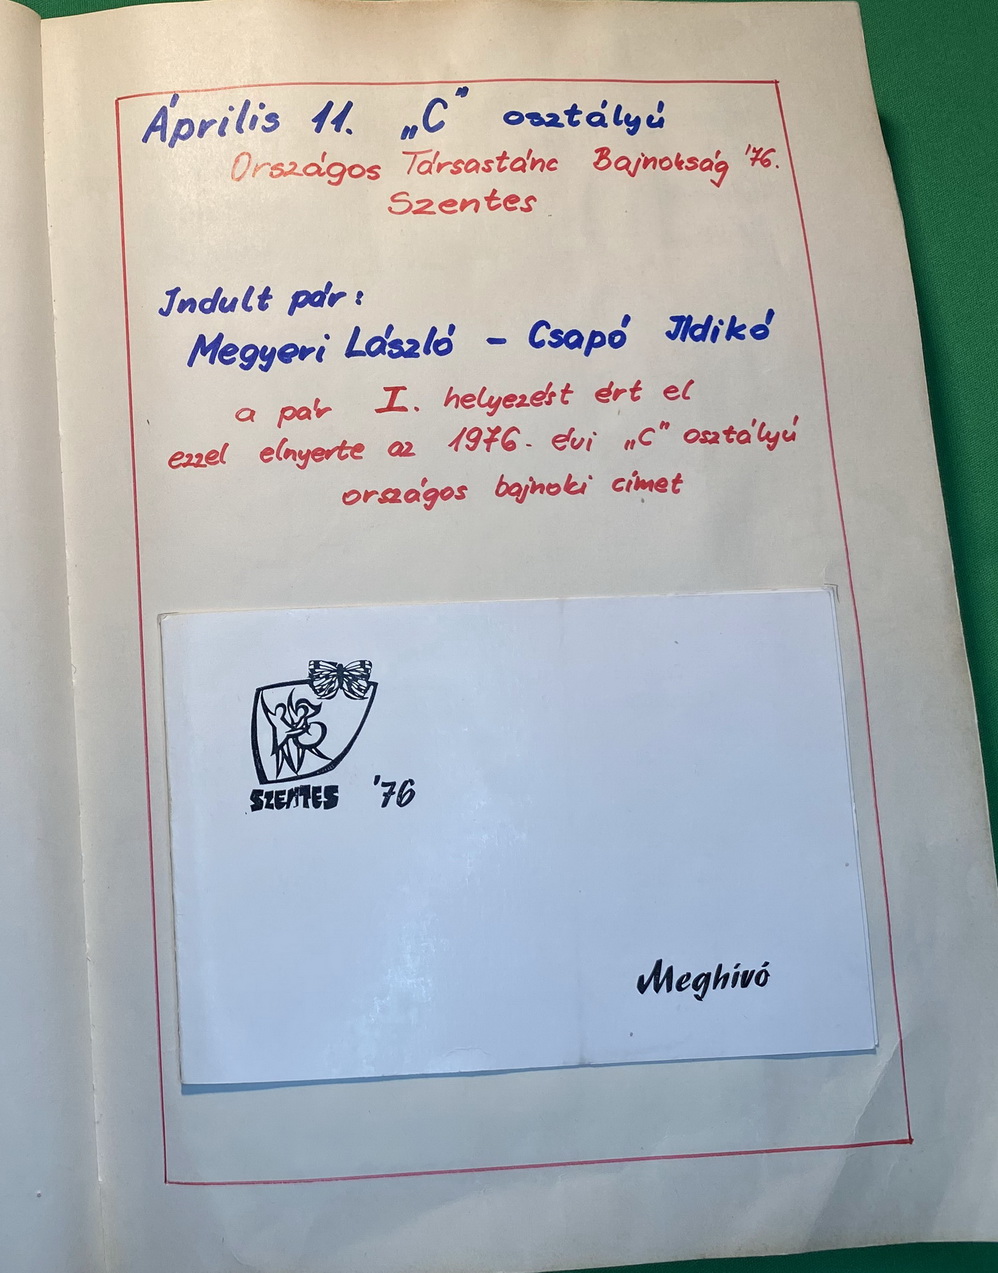 Április 11. „C” osztályú
Országos Társastánc Bajnokság '76.
Szentes
Indult pár:
Megyeri László – Csapó Ildikó
a pár I. helyezést ért el
ezzel elnyerte az 1976. évi „C” osztályú
országos bajnoki címet
SZENTES '76
Meghívó